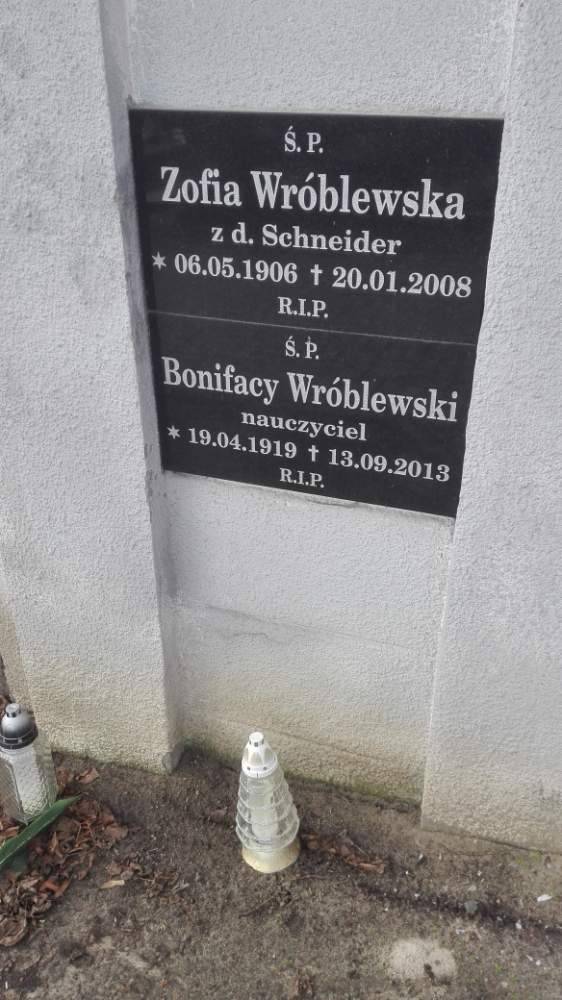 Ś. P.
Zofia Wróblewska
z d. Schneider
* 06.05.1906 † 20.01.2008
R.I.P.
Ś. P.
Bonifacy Wróblewski
nauczyciel
* 19.04.1919 † 13.09.2013
R.I.P.